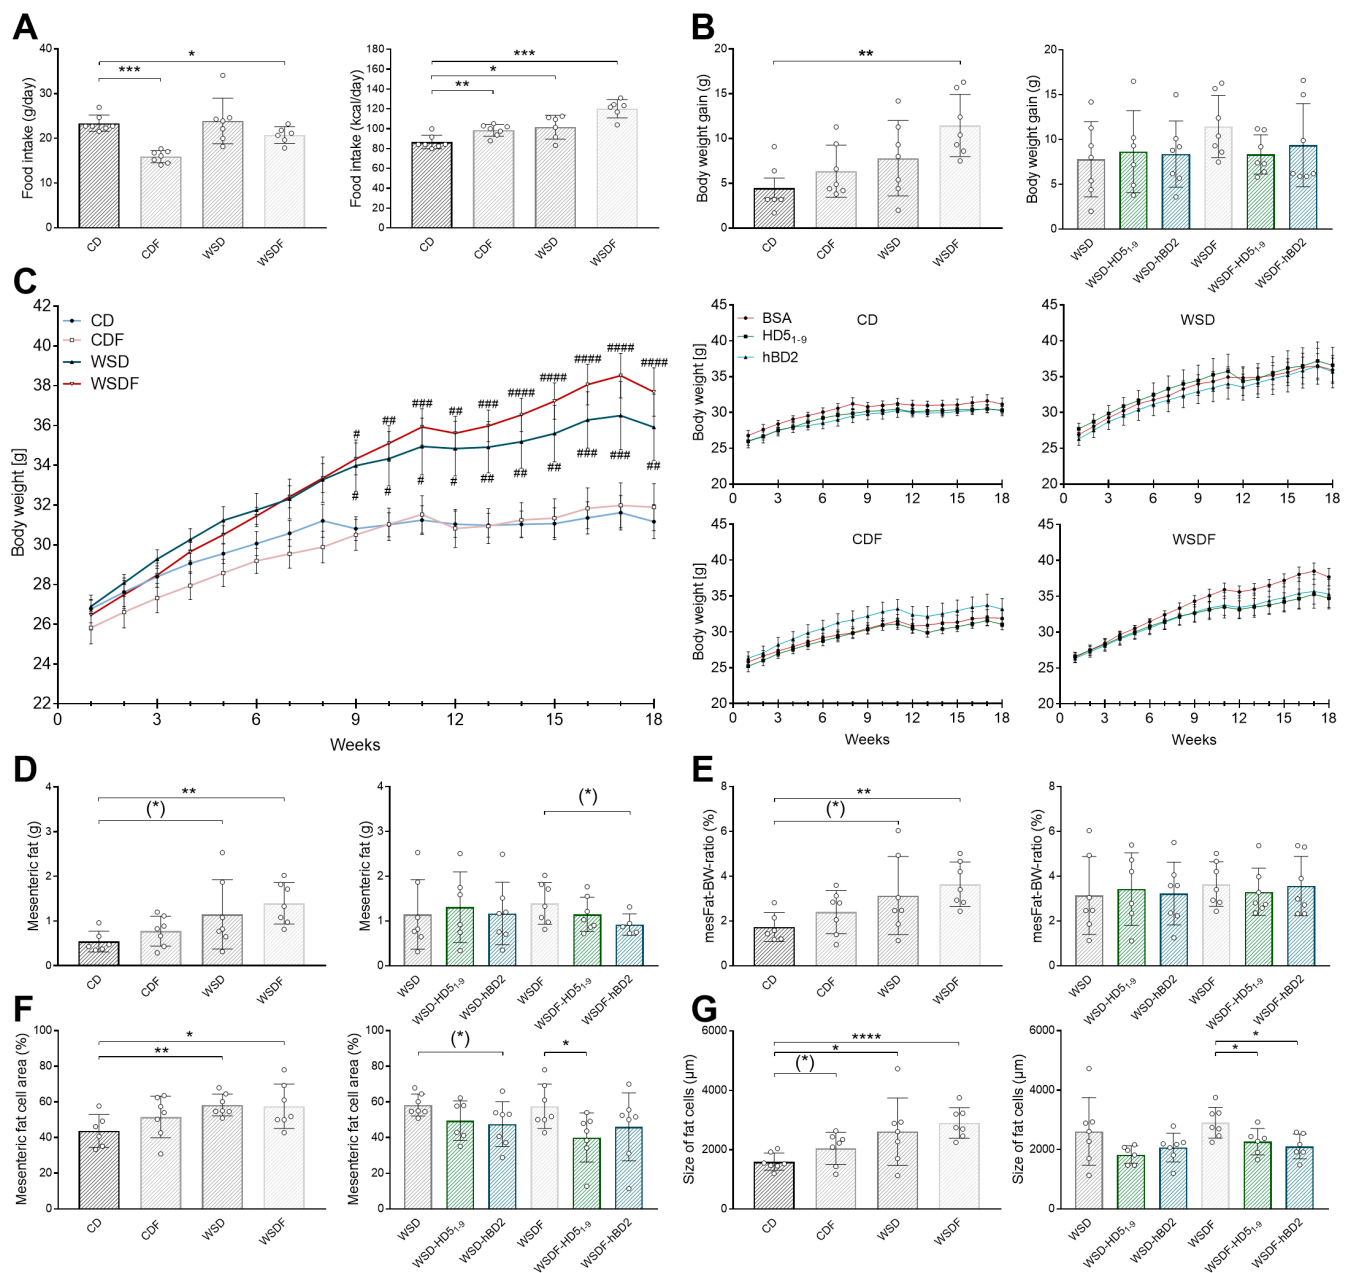 A
Food intake (g/day)
40
30
20
10
0
***
*
CD
CDF
WSD
WSDF
Food intake (kcal/day)
180
160
140
120
100
80
60
40
20
0
***
*
**
CD
CDF
WSD
WSDF
B
Body weight gain (g)
20
15
10
5
0
**
CD
CDF
WSD
WSDF
Body weight gain (g)
20
15
10
5
0
WSD
WSD-HD5₁₋₉
WSD-hBD2
WSDF
WSDF-HD5₁₋₉
WSDF-hBD2
C
Body weight [g]
42
40
38
36
34
32
30
28
26
24
22
CD
CDF
WSD
WSDF
# ## ### ## ### #### #### #### #### ####
# # # # ## ## ## ### ### ##
0 3 6 9 12 15 18
Weeks
Body weight [g]
45
40
35
30
25
20
BSA
HD5₁₋₉
hBD2
CD
0 3 6 9 12 15 18
45
40
35
30
25
20
WSD
0 3 6 9 12 15 18
Body weight [g]
45
40
35
30
25
20
CDF
0 3 6 9 12 15 18
Weeks
45
40
35
30
25
20
WSDF
0 3 6 9 12 15 18
Weeks
D
Mesenteric fat (g)
4
3
2
1
0
**
(*)
CD
CDF
WSD
WSDF
Mesenteric fat (g)
4
3
2
1
0
(*)
WSD
WSD-HD5₁₋₉
WSD-hBD2
WSDF
WSDF-HD5₁₋₉
WSDF-hBD2
E
mesFat-BW-ratio (%)
8
6
4
2
0
**
(*)
CD
CDF
WSD
WSDF
mesFat-BW-ratio (%)
8
6
4
2
0
WSD
WSD-HD5₁₋₉
WSD-hBD2
WSDF
WSDF-HD5₁₋₉
WSDF-hBD2
F
Mesenteric fat cell area (%)
100
80
60
40
20
0
*
**
CD
CDF
WSD
WSDF
Mesenteric fat cell area (%)
100
80
60
40
20
0
(*)
*
WSD
WSD-HD5₁₋₉
WSD-hBD2
WSDF
WSDF-HD5₁₋₉
WSDF-hBD2
G
Size of fat cells (µm)
6000
4000
2000
0
****
*
(*)
CD
CDF
WSD
WSDF
Size of fat cells (µm)
6000
4000
2000
0
*
*
WSD
WSD-HD5₁₋₉
WSD-hBD2
WSDF
WSDF-HD5₁₋₉
WSDF-hBD2